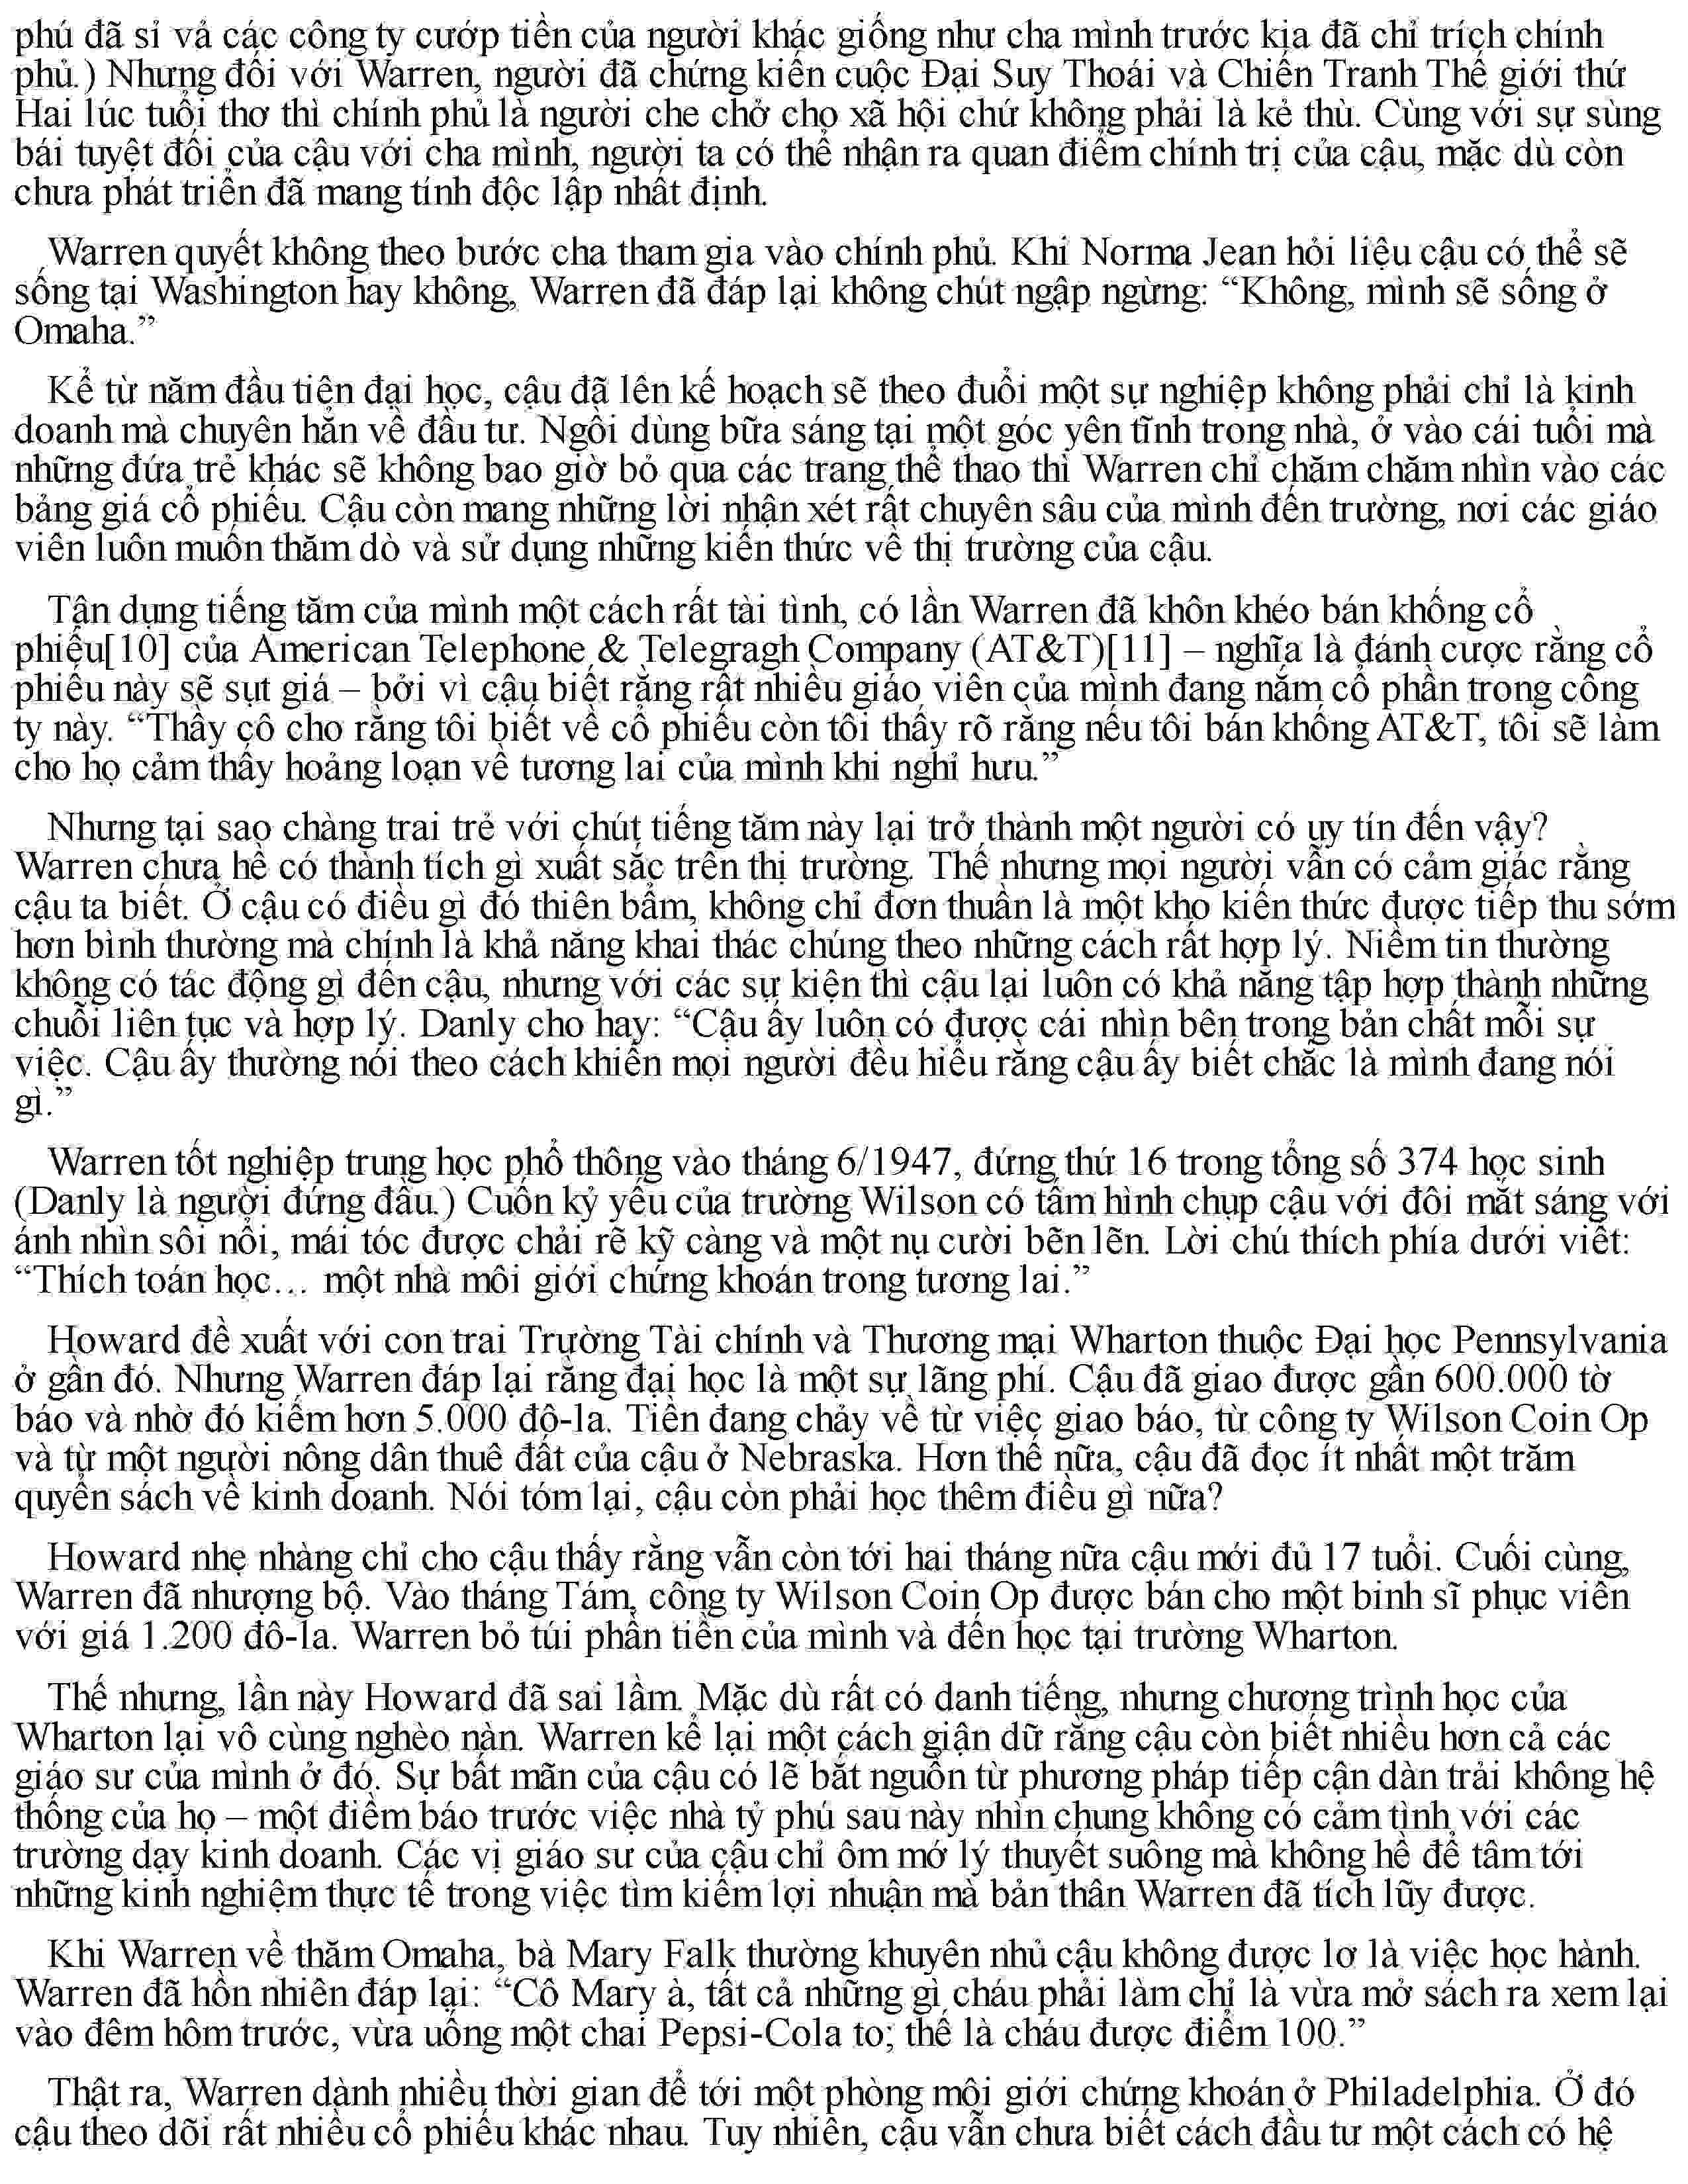 phú đã sỉ vả các công ty cướp tiền của người khác giống như cha mình trước kia đã chỉ trích chính
phủ.) Nhưng đối với Warren, người đã chứng kiến cuộc Đại Suy Thoái và Chiến Tranh Thế giới thứ
Hai lúc tuổi thơ thì chính phủ là người che chở cho xã hội chứ không phải là kẻ thù. Cùng với sự sùng
bái tuyệt đối của cậu với cha mình, người ta có thể nhận ra quan điểm chính trị của cậu, mặc dù còn
chưa phát triển đã mang tính độc lập nhất định.
Warren quyết không theo bước cha tham gia vào chính phủ. Khi Norma Jean hỏi liệu cậu có thể sẽ
sống tại Washington hay không, Warren đã đáp lại không chút ngập ngừng: “Không, mình sẽ sống ở
Omaha.”
Kể từ năm đầu tiên đại học, cậu đã lên kế hoạch sẽ theo đuổi một sự nghiệp không phải chỉ là kinh
doanh mà chuyên hẳn về đầu tư. Ngồi dùng bữa sáng tại một góc yên tĩnh trong nhà, ở vào cái tuổi mà
những đứa trẻ khác sẽ không bao giờ bỏ qua các trang thể thao thì Warren chỉ chăm chăm nhìn vào các
bảng giá cổ phiếu. Cậu còn mang những lời nhận xét rất chuyên sâu của mình đến trường, nơi các giáo
viên luôn muốn thăm dò và sử dụng những kiến thức về thị trường của cậu.
Tận dụng tiếng tăm của mình một cách rất tài tình, có lần Warren đã khôn khéo bán khống cổ
phiếu[10] của American Telephone & Telegragh Company (AT&T)[11] – nghĩa là đánh cược rằng cổ
phiếu này sẽ sụt giá – bởi vì cậu biết rằng rất nhiều giáo viên của mình đang nắm cổ phần trong công
ty này. “Thầy cô cho rằng tôi biết về cổ phiếu còn tôi thấy rõ rằng nếu tôi bán khống AT&T, tôi sẽ làm
cho họ cảm thấy hoảng loạn về tương lai của mình khi nghỉ hưu.”
Nhưng tại sao chàng trai trẻ với chút tiếng tăm này lại trở thành một người có uy tín đến vậy?
Warren chưa hề có thành tích gì xuất sắc trên thị trường. Thế nhưng mọi người vẫn có cảm giác rằng
cậu ta biết. Ở cậu có điều gì đó thiên bẩm, không chỉ đơn thuần là một kho kiến thức được tiếp thu sớm
hơn bình thường mà chính là khả năng khai thác chúng theo những cách rất hợp lý. Niềm tin thường
không có tác động gì đến cậu, nhưng với các sự kiện thì cậu lại luôn có khả năng tập hợp thành những
chuỗi liên tục và hợp lý. Danly cho hay: “Cậu ấy luôn có được cái nhìn bên trong bản chất mỗi sự
việc. Cậu ấy thường nói theo cách khiến mọi người đều hiểu rằng cậu ấy biết chắc là mình đang nói
gì.”
Warren tốt nghiệp trung học phổ thông vào tháng 6/1947, đứng thứ 16 trong tổng số 374 học sinh
(Danly là người đứng đầu.) Cuốn kỷ yếu của trường Wilson có tấm hình chụp cậu với đôi mắt sáng với
ánh nhìn sôi nổi, mái tóc được chải rẽ kỹ càng và một nụ cười bẽn lẽn. Lời chú thích phía dưới viết:
“Thích toán học… một nhà môi giới chứng khoán trong tương lai.”
Howard đề xuất với con trai Trường Tài chính và Thương mại Wharton thuộc Đại học Pennsylvania
ở gần đó. Nhưng Warren đáp lại rằng đại học là một sự lãng phí. Cậu đã giao được gần 600.000 tờ
báo và nhờ đó kiếm hơn 5.000 đô-la. Tiền đang chảy về từ việc giao báo, từ công ty Wilson Coin Op
và từ một người nông dân thuê đất của cậu ở Nebraska. Hơn thế nữa, cậu đã đọc ít nhất một trăm
quyển sách về kinh doanh. Nói tóm lại, cậu còn phải học thêm điều gì nữa?
Howard nhẹ nhàng chỉ cho cậu thấy rằng vẫn còn tới hai tháng nữa cậu mới đủ 17 tuổi. Cuối cùng,
Warren đã nhượng bộ. Vào tháng Tám, công ty Wilson Coin Op được bán cho một binh sĩ phục viên
với giá 1.200 đô-la. Warren bỏ túi phần tiền của mình và đến học tại trường Wharton.
Thế nhưng, lần này Howard đã sai lầm. Mặc dù rất có danh tiếng, nhưng chương trình học của
Wharton lại vô cùng nghèo nàn. Warren kể lại một cách giận dữ rằng cậu còn biết nhiều hơn cả các
giáo sư của mình ở đó. Sự bất mãn của cậu có lẽ bắt nguồn từ phương pháp tiếp cận dàn trải không hệ
thống của họ – một điềm báo trước việc nhà tỷ phú sau này nhìn chung không có cảm tình với các
trường dạy kinh doanh. Các vị giáo sư của cậu chỉ ôm mớ lý thuyết suông mà không hề để tâm tới
những kinh nghiệm thực tế trong việc tìm kiếm lợi nhuận mà bản thân Warren đã tích lũy được.
Khi Warren về thăm Omaha, bà Mary Falk thường khuyên nhủ cậu không được lơ là việc học hành.
Warren đã hồn nhiên đáp lại: “Cô Mary à, tất cả những gì cháu phải làm chỉ là vừa mở sách ra xem lại
vào đêm hôm trước, vừa uống một chai Pepsi-Cola to; thế là cháu được điểm 100.”
Thật ra, Warren dành nhiều thời gian để tới một phòng môi giới chứng khoán ở Philadelphia. Ở đó
cậu theo dõi rất nhiều cổ phiếu khác nhau. Tuy nhiên, cậu vẫn chưa biết cách đầu tư một cách có hệ